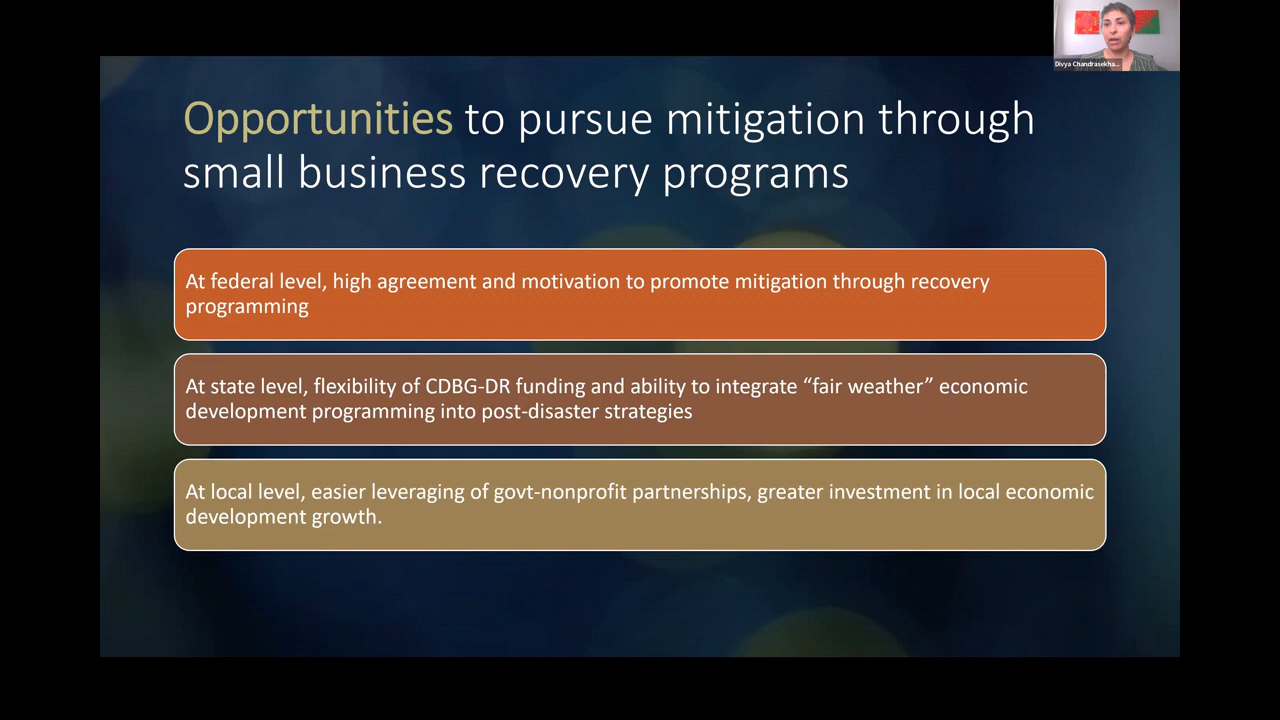 Divya Chandrasekha...
Opportunities to pursue mitigation through
small business recovery programs
At federal level, high agreement and motivation to promote mitigation through recovery
programming
At state level, flexibility of CDBG-DR funding and ability to integrate “fair weather” economic
development programming into post-disaster strategies
At local level, easier leveraging of govt-nonprofit partnerships, greater investment in local economic
development growth.